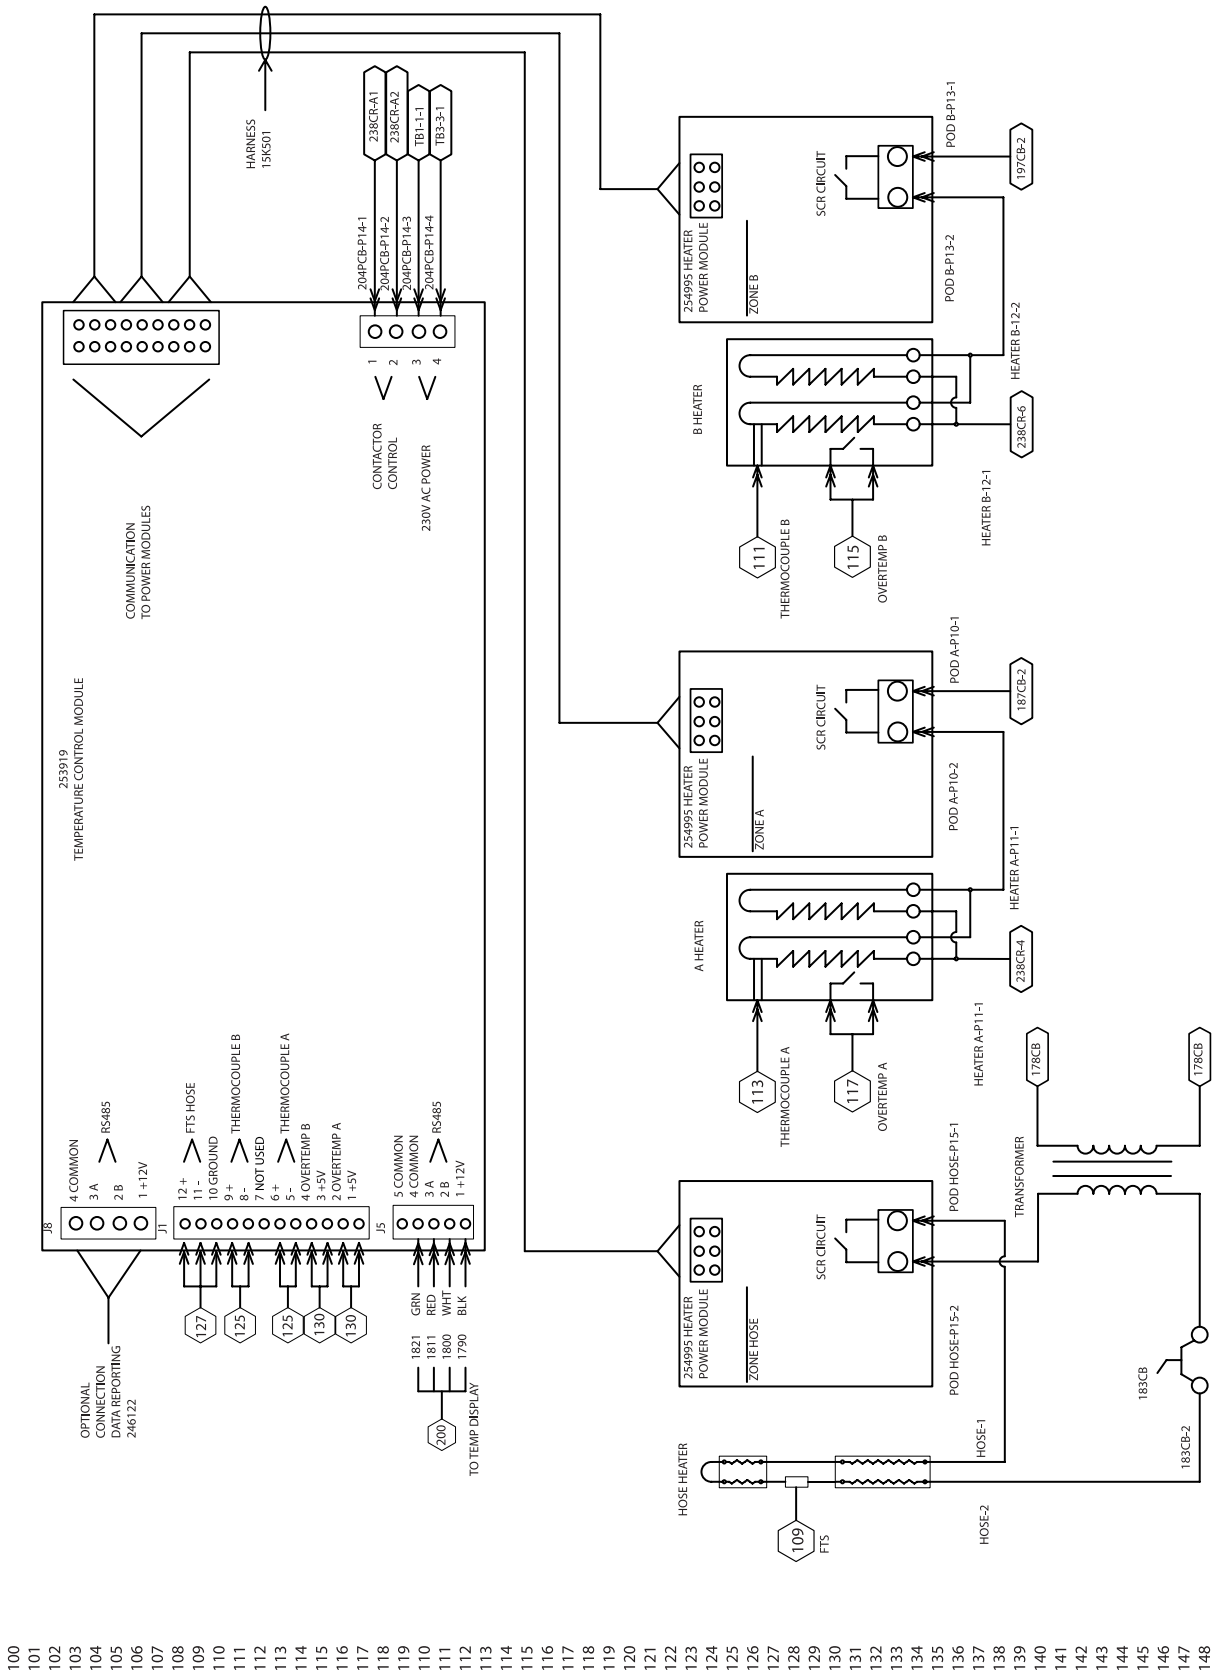 100
101
102
103
104
105
106
107
108
109
110
111
112
113
114
115
116
117
118
119
110
111
112
113
114
115
116
117
118
119
120
121
122
123
124
125
126
127
128
129
130
131
132
133
134
135
136
137
138
139
140
141
142
143
144
145
146
147
148
253919
TEMPERATURE CONTROL MODULE
OPTIONAL
CONNECTION
DATA REPORTING
246122
J8
4 COMMON
3 A
2 B
1 +12V
RS485
J1
12 +
11 -
10 GROUND
9 +
8 -
7 NOT USED
6 +
5 -
4 OVERTEMP B
3 +5V
2 OVERTEMP A
1 +5V
FTS HOSE
THERMOCOUPLE B
THERMOCOUPLE A
127
125
125
130
130
J5
5 COMMON
4 COMMON
3 A
2 B
1 +12V
RS485
1821 GRN
1811 RED
1800 WHT
1790 BLK
200
TO TEMP DISPLAY
COMMUNICATION
TO POWER MODULES
CONTACTOR
CONTROL
230V AC POWER
1
2
3
4
204PCB-P14-1
204PCB-P14-2
204PCB-P14-3
204PCB-P14-4
238CR-A1
238CR-A2
TB1-1-1
TB3-3-1
HARNESS
15K501
HOSE HEATER
109
FTS
HOSE-1
HOSE-2
254995 HEATER
POWER MODULE
ZONE HOSE
SCR CIRCUIT
POD HOSE-P15-2
POD HOSE-P15-1
TRANSFORMER
183CB
183CB-2
178CB
178CB
A HEATER
113
THERMOCOUPLE A
117
OVERTEMP A
HEATER A-P11-1
238CR-4
HEATER A-P11-1
254995 HEATER
POWER MODULE
ZONE A
SCR CIRCUIT
POD A-P10-2
POD A-P10-1
187CB-2
B HEATER
111
THERMOCOUPLE B
115
OVERTEMP B
HEATER B-12-1
238CR-6
HEATER B-12-2
254995 HEATER
POWER MODULE
ZONE B
SCR CIRCUIT
POD B-P13-2
POD B-P13-1
197CB-2